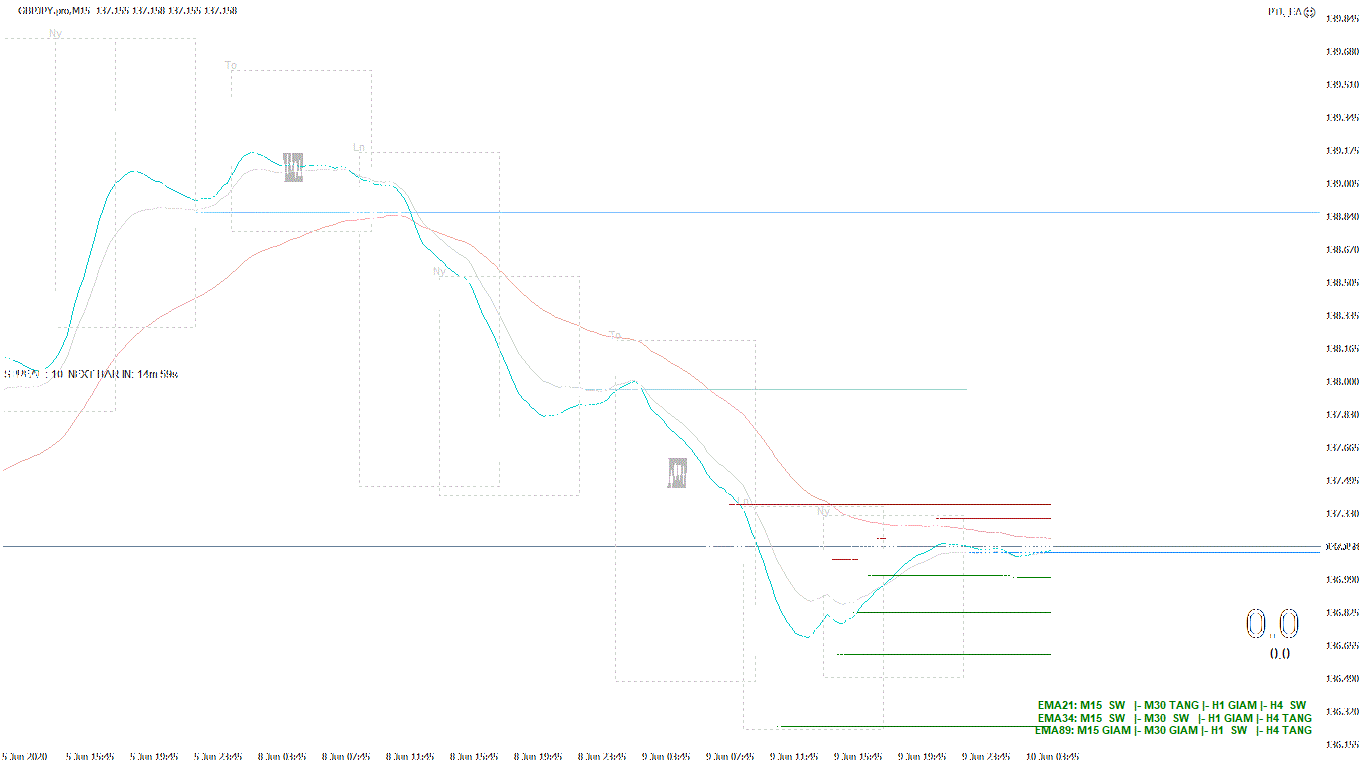 GBPJPY.pro,M15 137.155 137.158 137.155 137.158
Ny
To
Ln
Ny
To
Ln
Ny
NEXT BAR IN: 14m 59s
139.845
139.680
139.510
139.345
139.175
139.005
138.840
138.670
138.505
138.335
138.165
138.000
137.830
137.665
137.495
137.330
136.990
136.825
136.655
136.490
136.320
136.155
0.0
0.0
EMA21: M15 SW |- M30 TANG |- H1 GIAM |- H4 SW
EMA34: M15 SW |- M30 SW |- H1 GIAM |- H4 TANG
EMA89: M15 GIAM |- M30 GIAM |- H1 SW |- H4 TANG
5 Jun 2020 5 Jun 15:45 5 Jun 19:45 5 Jun 23:45 8 Jun 03:45 8 Jun 07:45 8 Jun 11:45 8 Jun 15:45 8 Jun 19:45 8 Jun 23:45 9 Jun 03:45 9 Jun 07:45 9 Jun 11:45 9 Jun 15:45 9 Jun 19:45 9 Jun 23:45 10 Jun 03:45